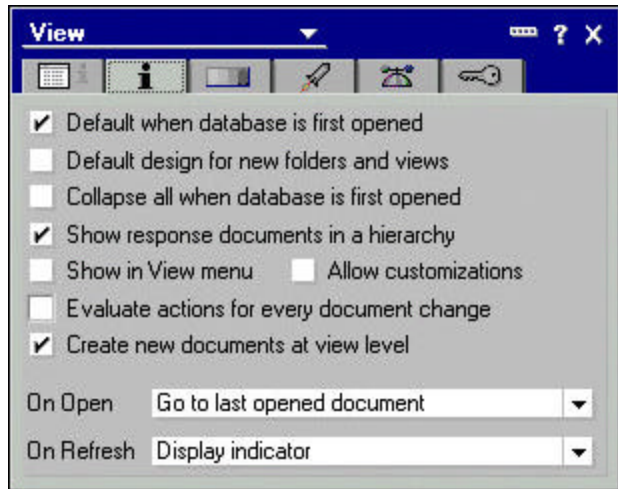 View
?
Default when database is first opened
Default design for new folders and views
Collapse all when database is first opened
Show response documents in a hierarchy
Show in View menu Allow customizations
Evaluate actions for every document change
Create new documents at view level
On Open Go to last opened document
On Refresh Display indicator